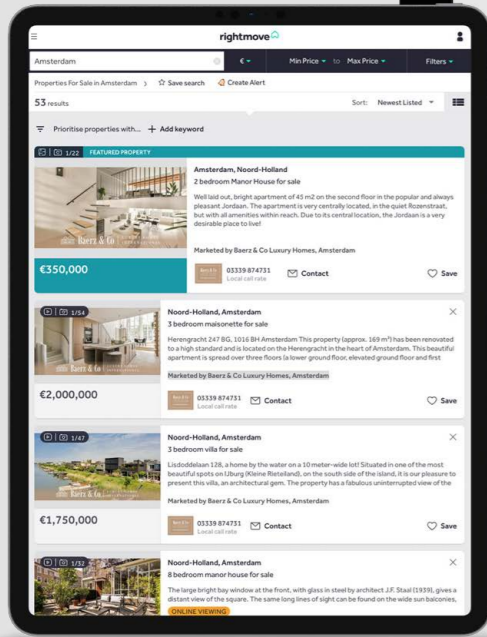 rightmove
Amsterdam
€
Min Price to Max Price
Filters
Properties For Sale in Amsterdam
Save search
Create Alert
53 results
Sort: Newest Listed
Prioritise properties with...
+ Add keyword
1/22 FEATURED PROPERTY
Baerz & Co
€350,000
Amsterdam, Noord-Holland
2 bedroom Manor House for sale
Well laid out, bright apartment of 45 m2 on the second floor in the popular and always
pleasant Jordaan. The apartment is very centrally located, in the quiet Rozenstraat,
but with all amenities within reach. Due to its central location, the Jordaan is a very
desirable place to live!
Marketed by Baerz & Co Luxury Homes, Amsterdam
03339 874731
Local call rate
Contact
Save
1/54
Baerz & Co
€2,000,000
Noord-Holland, Amsterdam
3 bedroom maisonette for sale
Herengracht 247 BG, 1016 BH Amsterdam This property (approx. 169 m²) has been renovated
to a high standard and is located on the Herengracht in the heart of Amsterdam. This beautiful
apartment is spread over three floors (a lower ground floor, elevated ground floor and first
Marketed by Baerz & Co Luxury Homes, Amsterdam
03339 874731
Local call rate
Contact
Save
1/47
Baerz & Co
€1,750,000
Noord-Holland, Amsterdam
3 bedroom villa for sale
Lisdoddelaan 128, a home by the water on a 10 meter-wide lot! Situated in one of the most
beautiful spots on IJburg (Kleine Rieteiland), on the south side of the island, it is our pleasure to
present this villa, an architectural gem. The property has a fabulous uninterrupted view of the
Marketed by Baerz & Co Luxury Homes, Amsterdam
03339 874731
Local call rate
Contact
Save
1/32
Noord-Holland, Amsterdam
8 bedroom manor house for sale
The large bright bay window at the front, with glass in steel by architect J.F. Staal (1939), gives a
distant view of the square. The same long lines of sight can be found on the wide sun balconies,
ONLINE VIEWING